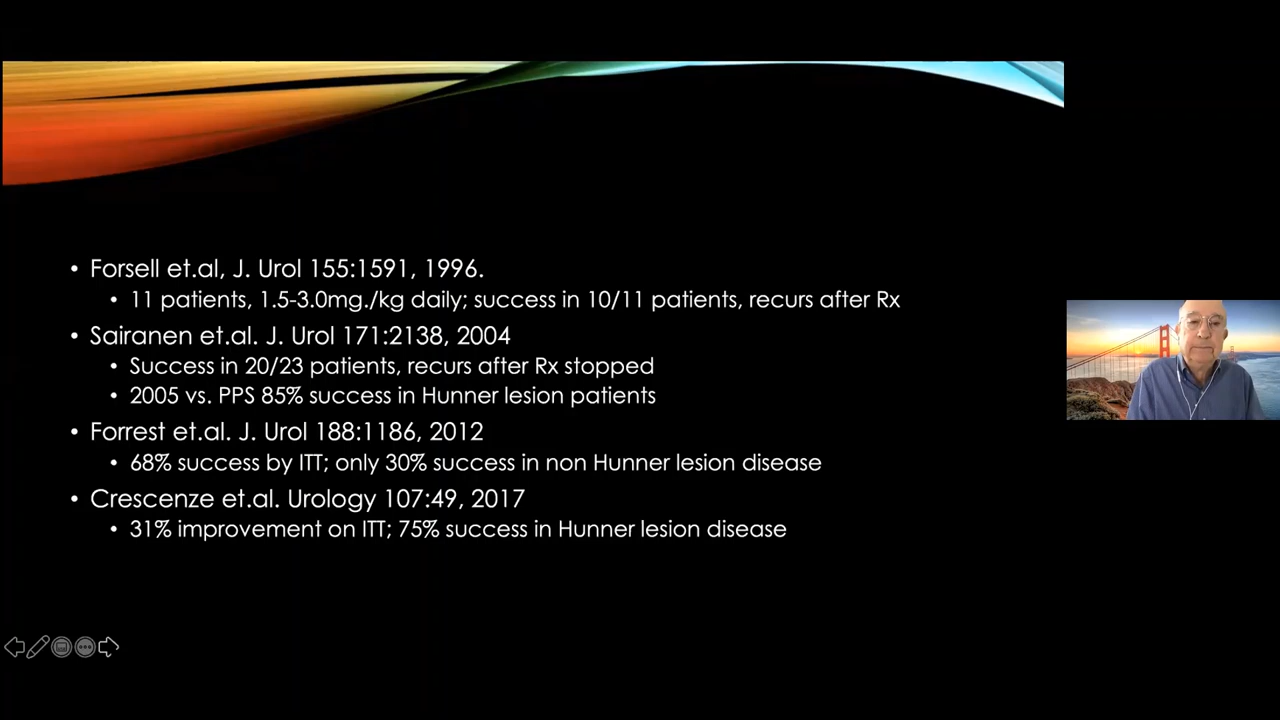 • Forsell et.al, J. Urol 155:1591, 1996.
• 11 patients, 1.5-3.0mg./kg daily; success in 10/11 patients, recurs after Rx
• Sairanen et.al. J. Urol 171:2138, 2004
• Success in 20/23 patients, recurs after Rx stopped
• 2005 vs. PPS 85% success in Hunner lesion patients
• Forrest et.al. J. Urol 188:1186, 2012
• 68% success by ITT; only 30% success in non Hunner lesion disease
• Crescenze et.al. Urology 107:49, 2017
• 31% improvement on ITT; 75% success in Hunner lesion disease